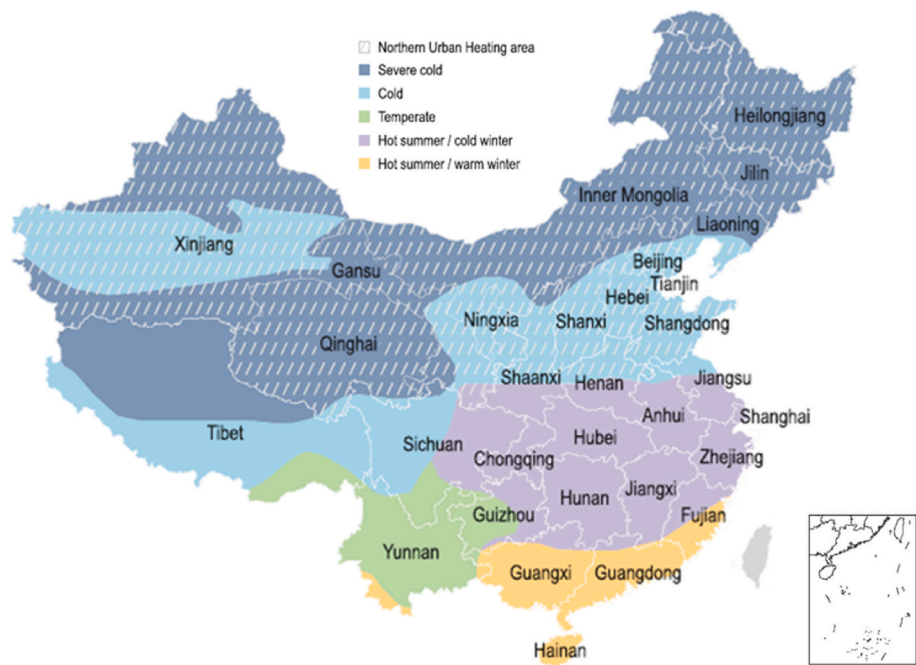 Northern Urban Heating area
Severe cold
Cold
Temperate
Hot summer / cold winter
Hot summer / warm winter
Heilongjiang
Jilin
Inner Mongolia
Liaoning
Xinjiang
Beijing
Gansu
Tianjin
Hebei
Ningxia
Shanxi
Shangdong
Qinghai
Shaanxi
Henan
Jiangsu
Anhui
Shanghai
Tibet
Sichuan
Hubei
Chongqing
Zhejiang
Hunan
Jiangxi
Guizhou
Fujian
Yunnan
Guangxi
Guangdong
Hainan